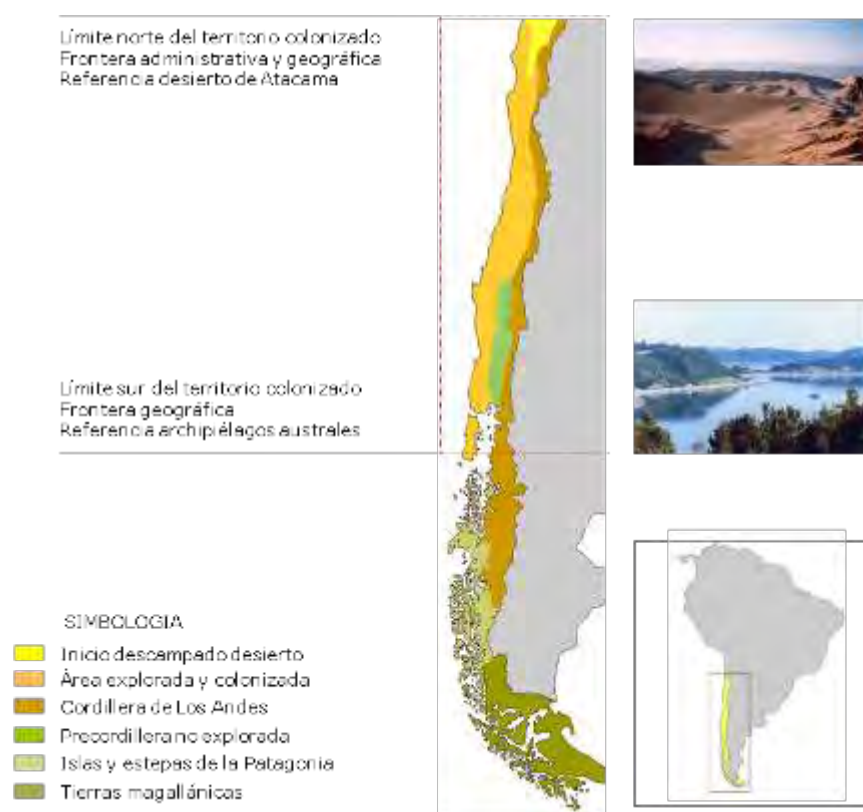 Límite norte del territorio colonizado
Frontera administrativa y geográfica
Referencia desierto de Atacama
Límite sur del territorio colonizado
Frontera geográfica
Referencia archipiélagos australes
SIMBOLOGIA
Inicio descampado desierto
Área explorada y colonizada
Cordillera de Los Andes
Precordillera no explorada
Islas y estepas de la Patagonia
Tierras magallánicas